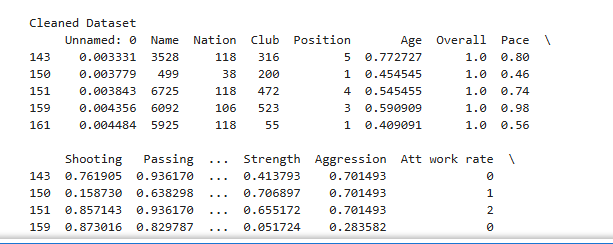 Cleaned Dataset
Unnamed: 0 Name Nation Club Position Age Overall Pace \
143 0.003331 3528 118 316 5 0.772727 1.0 0.80
150 0.003779 499 38 200 1 0.454545 1.0 0.46
151 0.003843 6725 118 472 4 0.545455 1.0 0.74
159 0.004356 6092 106 523 3 0.590909 1.0 0.98
161 0.004484 5925 118 55 1 0.409091 1.0 0.56
Shooting Passing ... Strength Aggression Att work rate \
143 0.761905 0.936170 ... 0.413793 0.701493 0
150 0.158730 0.638298 ... 0.706897 0.701493 1
151 0.857143 0.936170 ... 0.655172 0.701493 2
159 0.873016 0.829787 ... 0.051724 0.283582 0